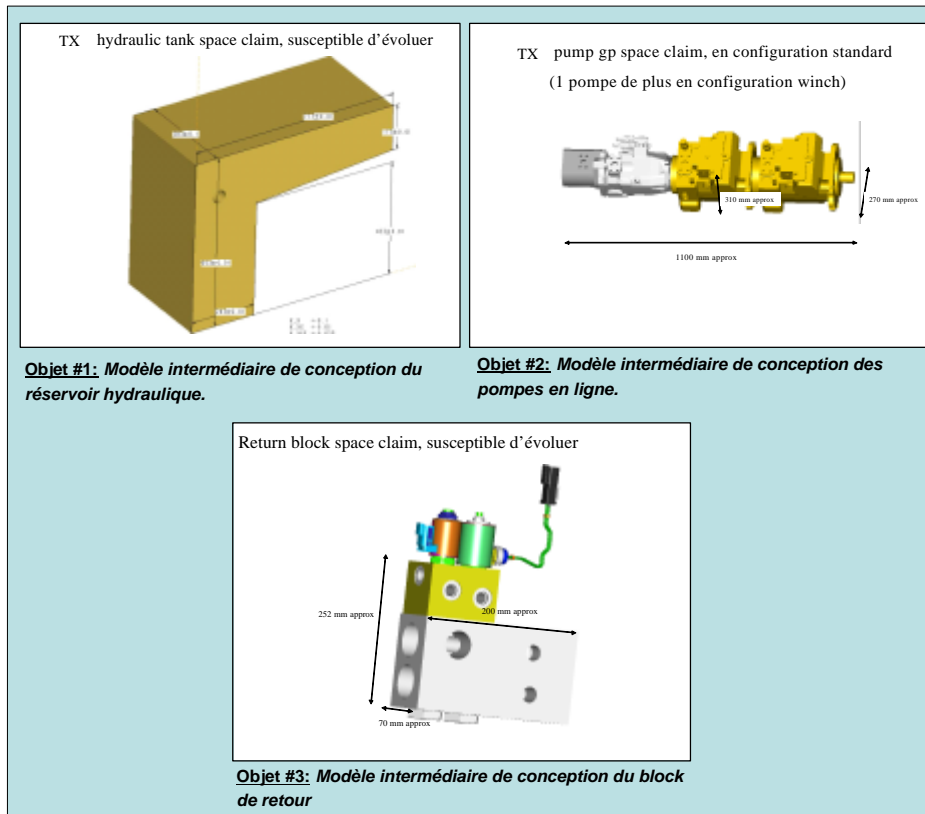 TX hydraulic tank space claim, susceptible d'évoluer
Objet #1: Modèle intermédiaire de conception du
réservoir hydraulique.
TX pump gp space claim, en configuration standard
(1 pompe de plus en configuration winch)
310 mm approx
270 mm approx
1100 mm approx
Objet #2: Modèle intermédiaire de conception des
pompes en ligne.
Return block space claim, susceptible d'évoluer
252 mm approx
200 mm approx
70 mm approx
Objet #3: Modèle intermédiaire de conception du block
de retour